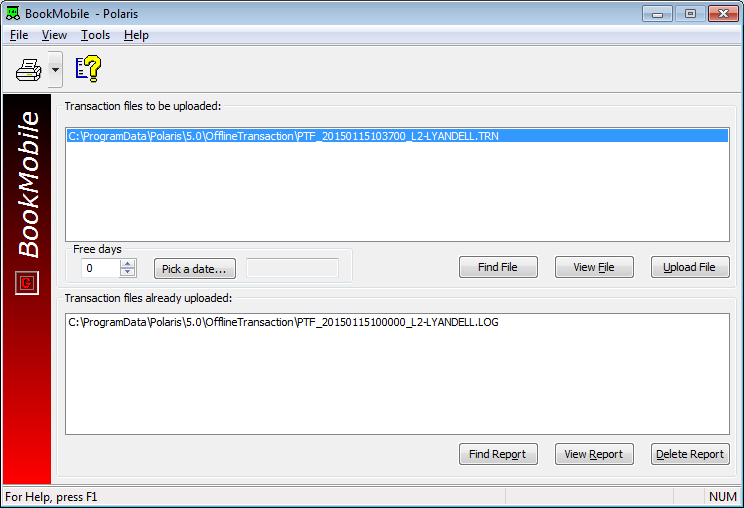 BookMobile - Polaris
File View Tools Help
BookMobile
G
Transaction files to be uploaded:
C:\ProgramData\Polaris\5.0\OfflineTransaction\PTF_20150115103700_L2-LYANDELL.TRN
Free days
0 Pick a date... Find File View File Upload File
Transaction files already uploaded:
C:\ProgramData\Polaris\5.0\OfflineTransaction\PTF_20150115100000_L2-LYANDELL.LOG
Find Report View Report Delete Report
For Help, press F1 NUM